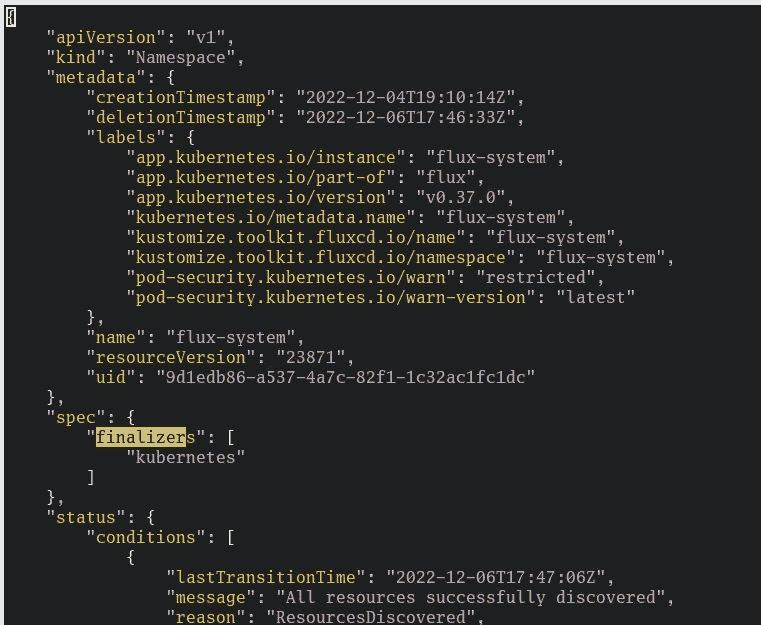 {
    "apiVersion": "v1",
    "kind": "Namespace",
    "metadata": {
        "creationTimestamp": "2022-12-04T19:10:14Z",
        "deletionTimestamp": "2022-12-06T17:46:33Z",
        "labels": {
            "app.kubernetes.io/instance": "flux-system",
            "app.kubernetes.io/part-of": "flux",
            "app.kubernetes.io/version": "v0.37.0",
            "kubernetes.io/metadata.name": "flux-system",
            "kustomize.toolkit.fluxcd.io/name": "flux-system",
            "kustomize.toolkit.fluxcd.io/namespace": "flux-system",
            "pod-security.kubernetes.io/warn": "restricted",
            "pod-security.kubernetes.io/warn-version": "latest"
        },
        "name": "flux-system",
        "resourceVersion": "23871",
        "uid": "9d1edb86-a537-4a7c-82f1-1c32ac1fc1dc"
    },
    "spec": {
        "finalizers": [
            "kubernetes"
        ]
    },
    "status": {
        "conditions": [
            {
                "lastTransitionTime": "2022-12-06T17:47:06Z",
                "message": "All resources successfully discovered",
                "reason": "ResourcesDiscovered",